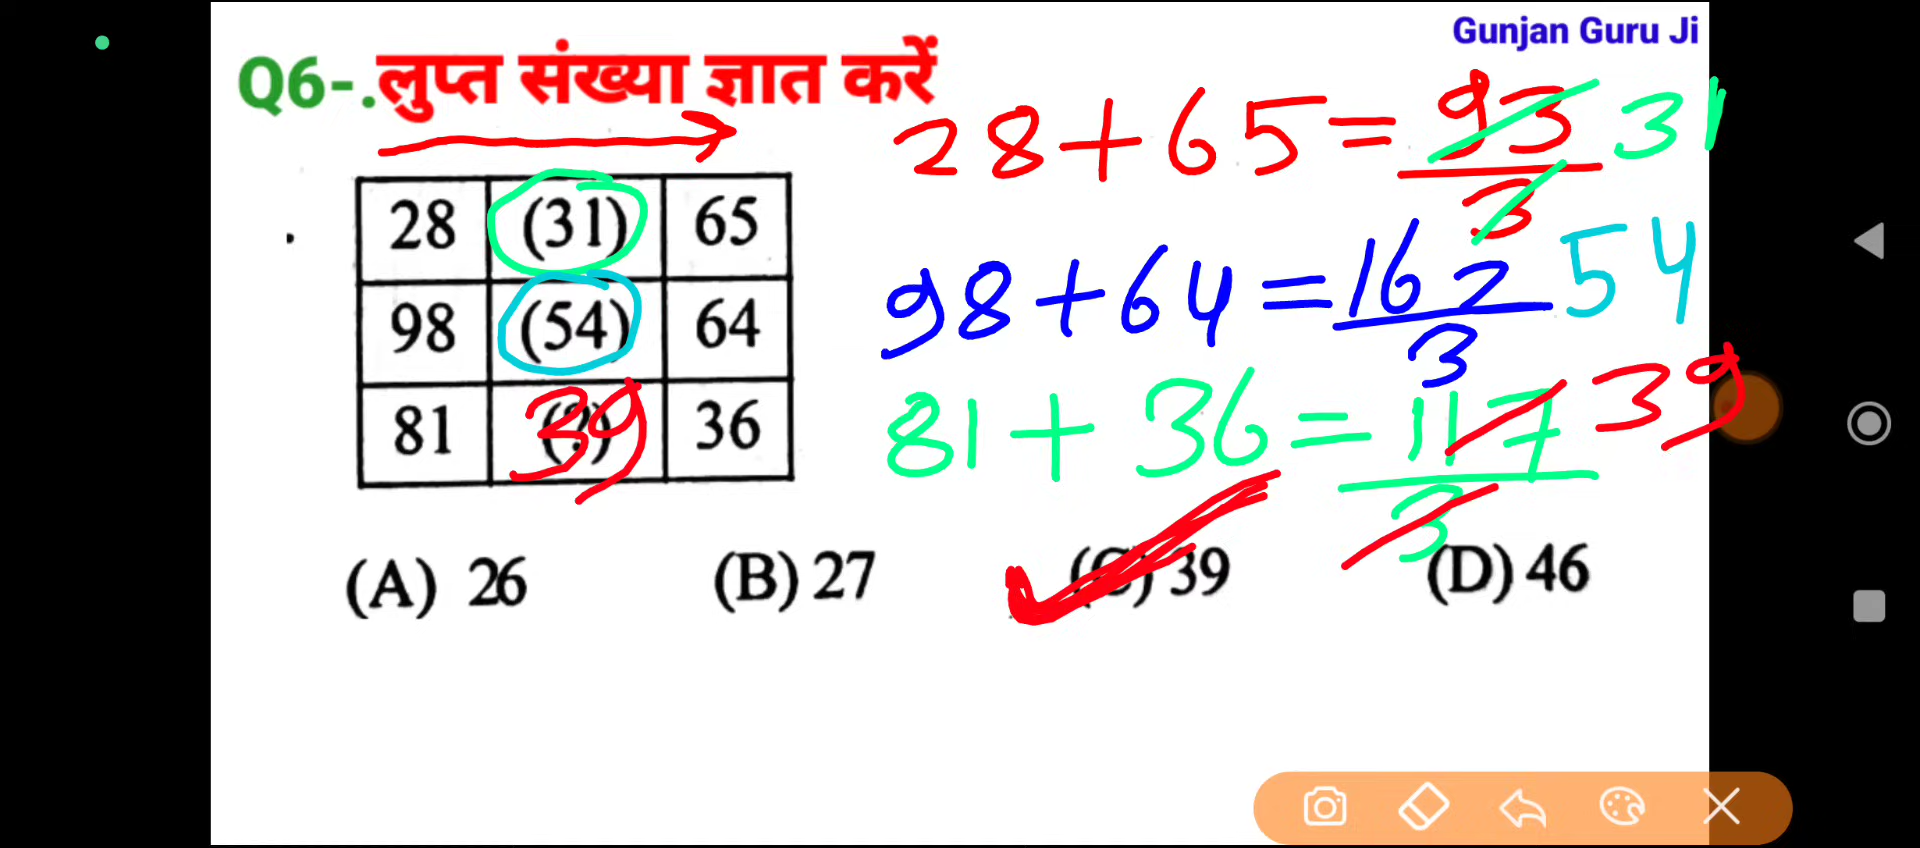 Gunjan Guru Ji
Q6-.लुप्त संख्या ज्ञात करें
28 (31) 65
98 (54) 64
81 (?) 36
39
28+65=93/3 31
98+64=162/3 54
81+36=117/3 39
(A) 26 (B) 27 (C) 39 (D) 46